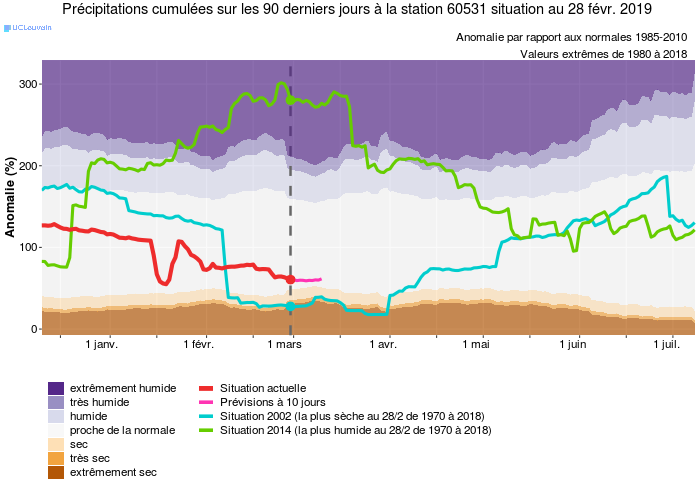 Précipitations cumulées sur les 90 derniers jours à la station 60531 situation au 28 févr. 2019
UCLouvain
Anomalie par rapport aux normales 1985-2010
Valeurs extrêmes de 1980 à 2018
Anomalie (%)
300
200
100
0
1 janv. 1 févr. 1 mars 1 avr. 1 mai 1 juin 1 juil.
extrêmement humide
très humide
humide
proche de la normale
sec
très sec
extrêmement sec
Situation actuelle
Prévisions à 10 jours
Situation 2002 (la plus sèche au 28/2 de 1970 à 2018)
Situation 2014 (la plus humide au 28/2 de 1970 à 2018)